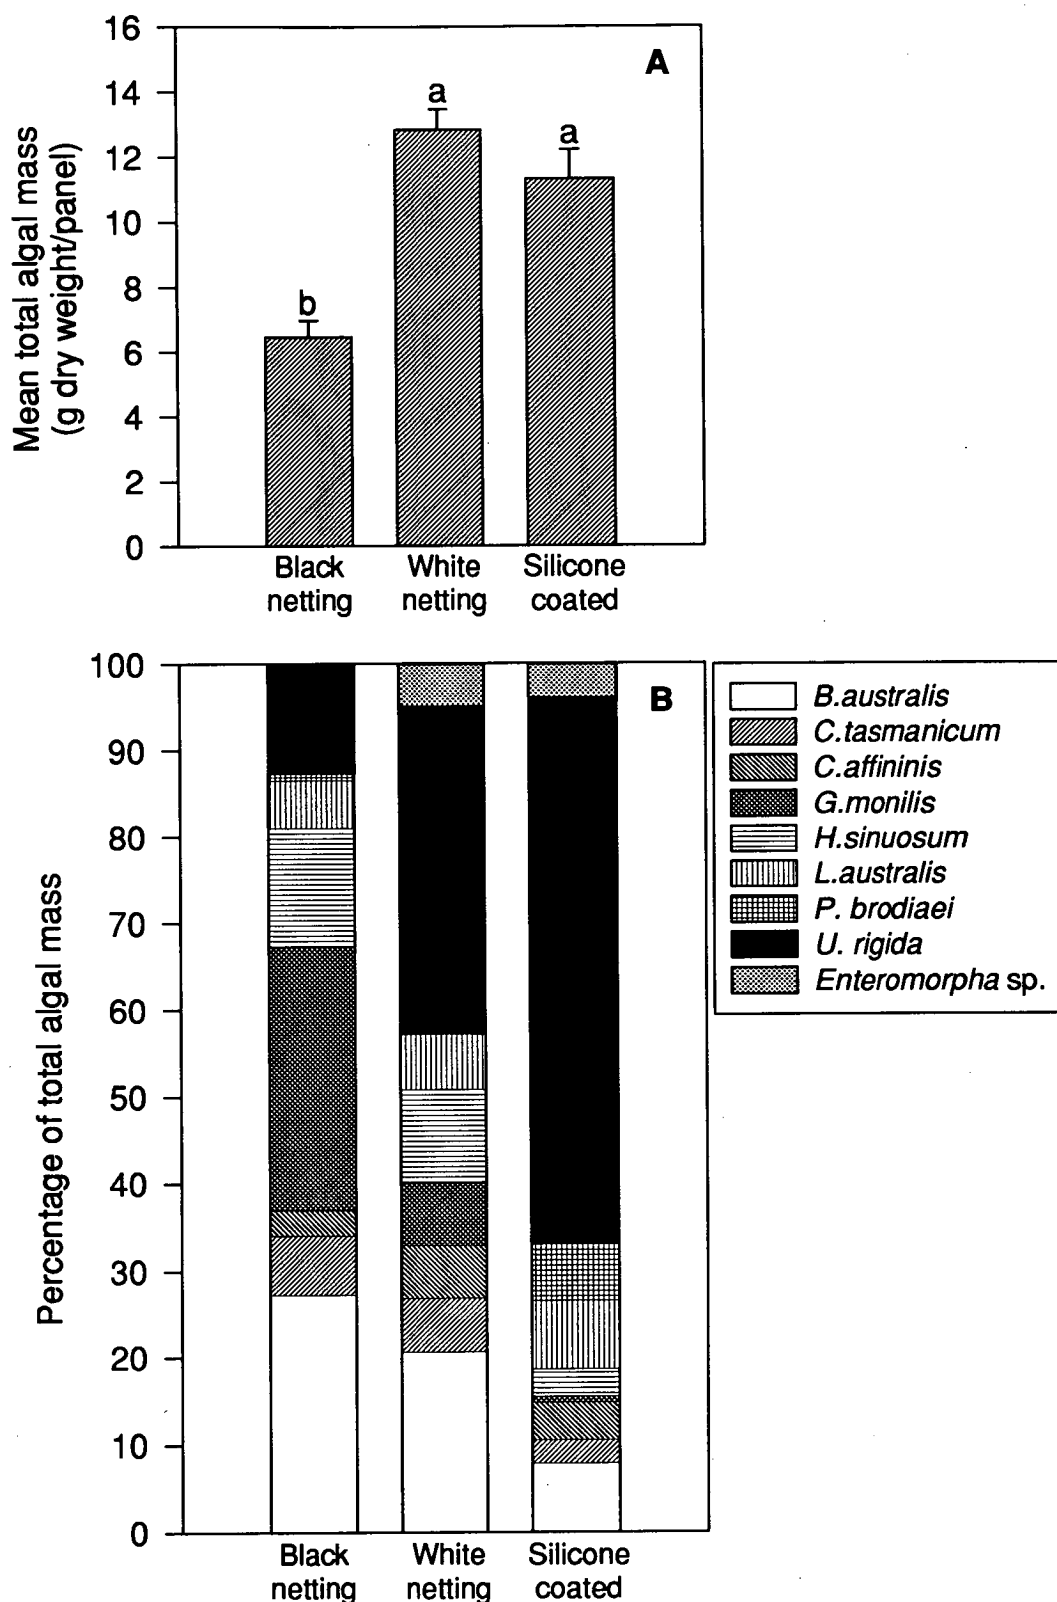 Mean total algal mass
(g dry weight/panel)
16
14
12
10
8
6
4
2
0
A
b
a
a
Black
netting
White
netting
Silicone
coated
Percentage of total algal mass
100
90
80
70
60
50
40
30
20
10
0
B
Black
netting
White
netting
Silicone
coated
B.australis
C.tasmanicum
C.affininis
G.monilis
H.sinuosum
L.australis
P. brodiaei
U. rigida
Enteromorpha sp.